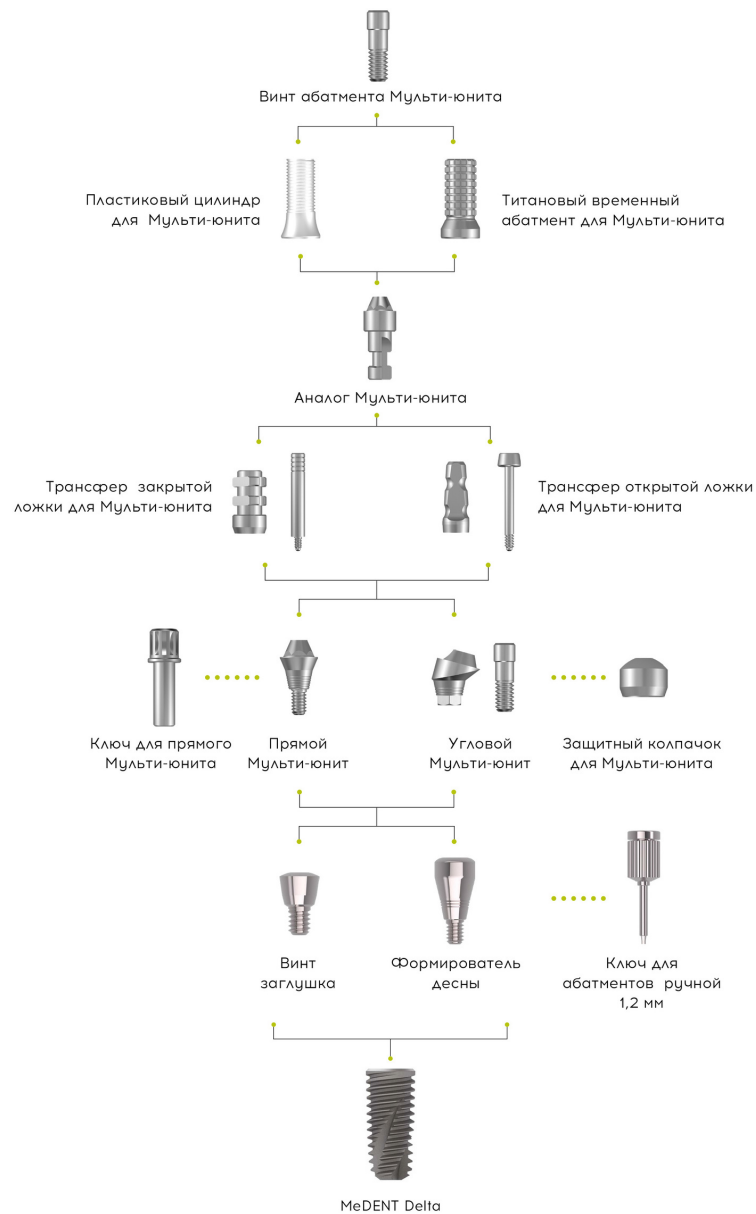 Винт абатмента Мульти-юнита
Пластиковый цилиндр
для Мульти-юнита
Титановый временный
абатмент для Мульти-юнита
Аналог Мульти-юнита
Трансфер закрытой
ложки для Мульти-юнита
Трансфер открытой ложки
для Мульти-юнита
Ключ для прямого
Мульти-юнита
Прямой
Мульти-юнит
Угловой
Мульти-юнит
Защитный колпачок
для Мульти-юнита
Винт
заглушка
Формирователь
десны
Ключ для
абатментов ручной
1,2 мм
MeDENT Delta